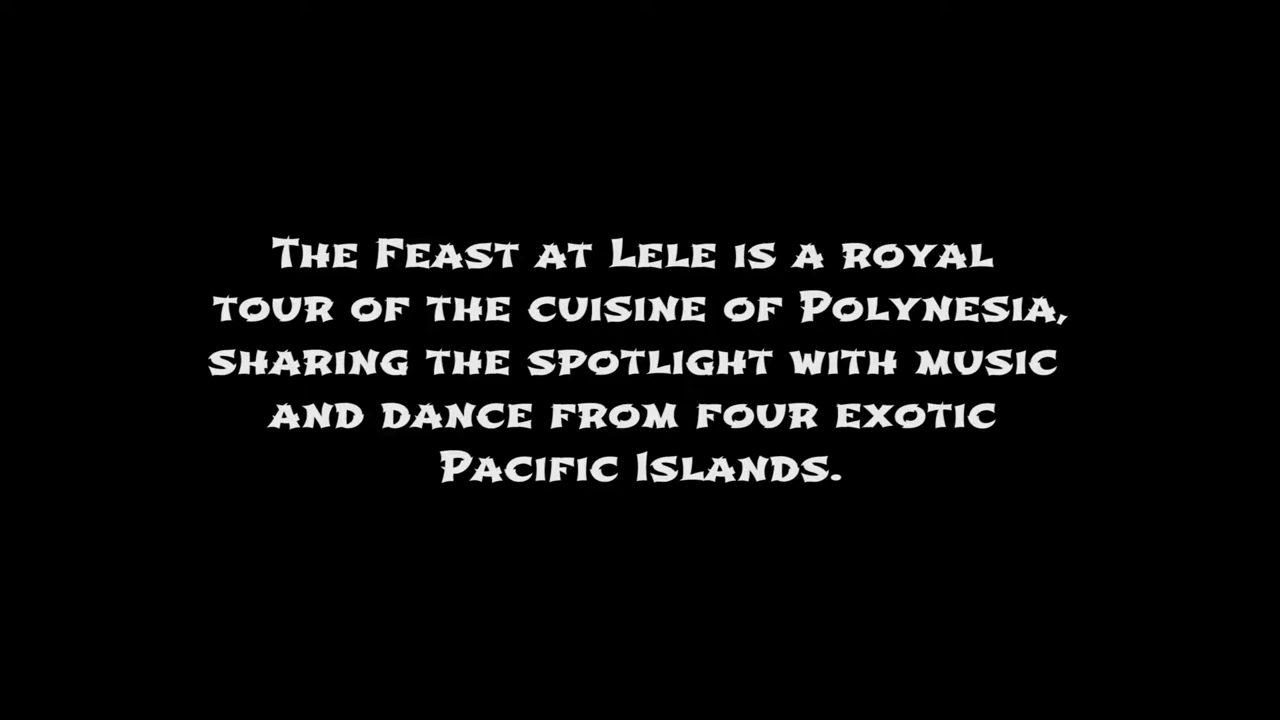 The Feast at Lele is a royal
tour of the cuisine of Polynesia,
sharing the spotlight with music
and dance from four exotic
Pacific Islands.